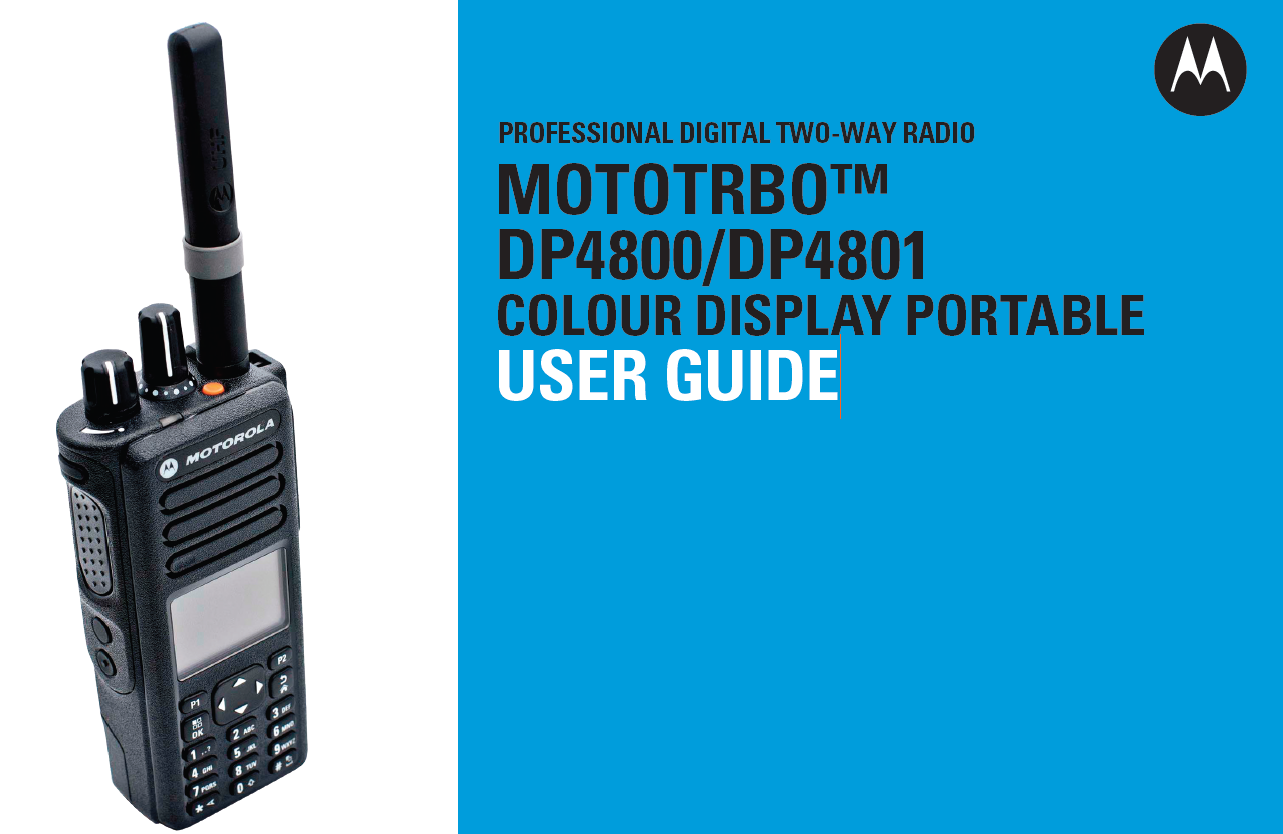 PROFESSIONAL DIGITAL TWO-WAY RADIO
MOTOTRBO™
DP4800/DP4801
COLOUR DISPLAY PORTABLE
USER GUIDE
UHF
MOTOROLA
P1
P2
OK
1 .,?
2 ABC
3 DEF
4 GHI
5 JKL
6 MNO
7 PQRS
8 TUV
9 WXYZ
*
0
#